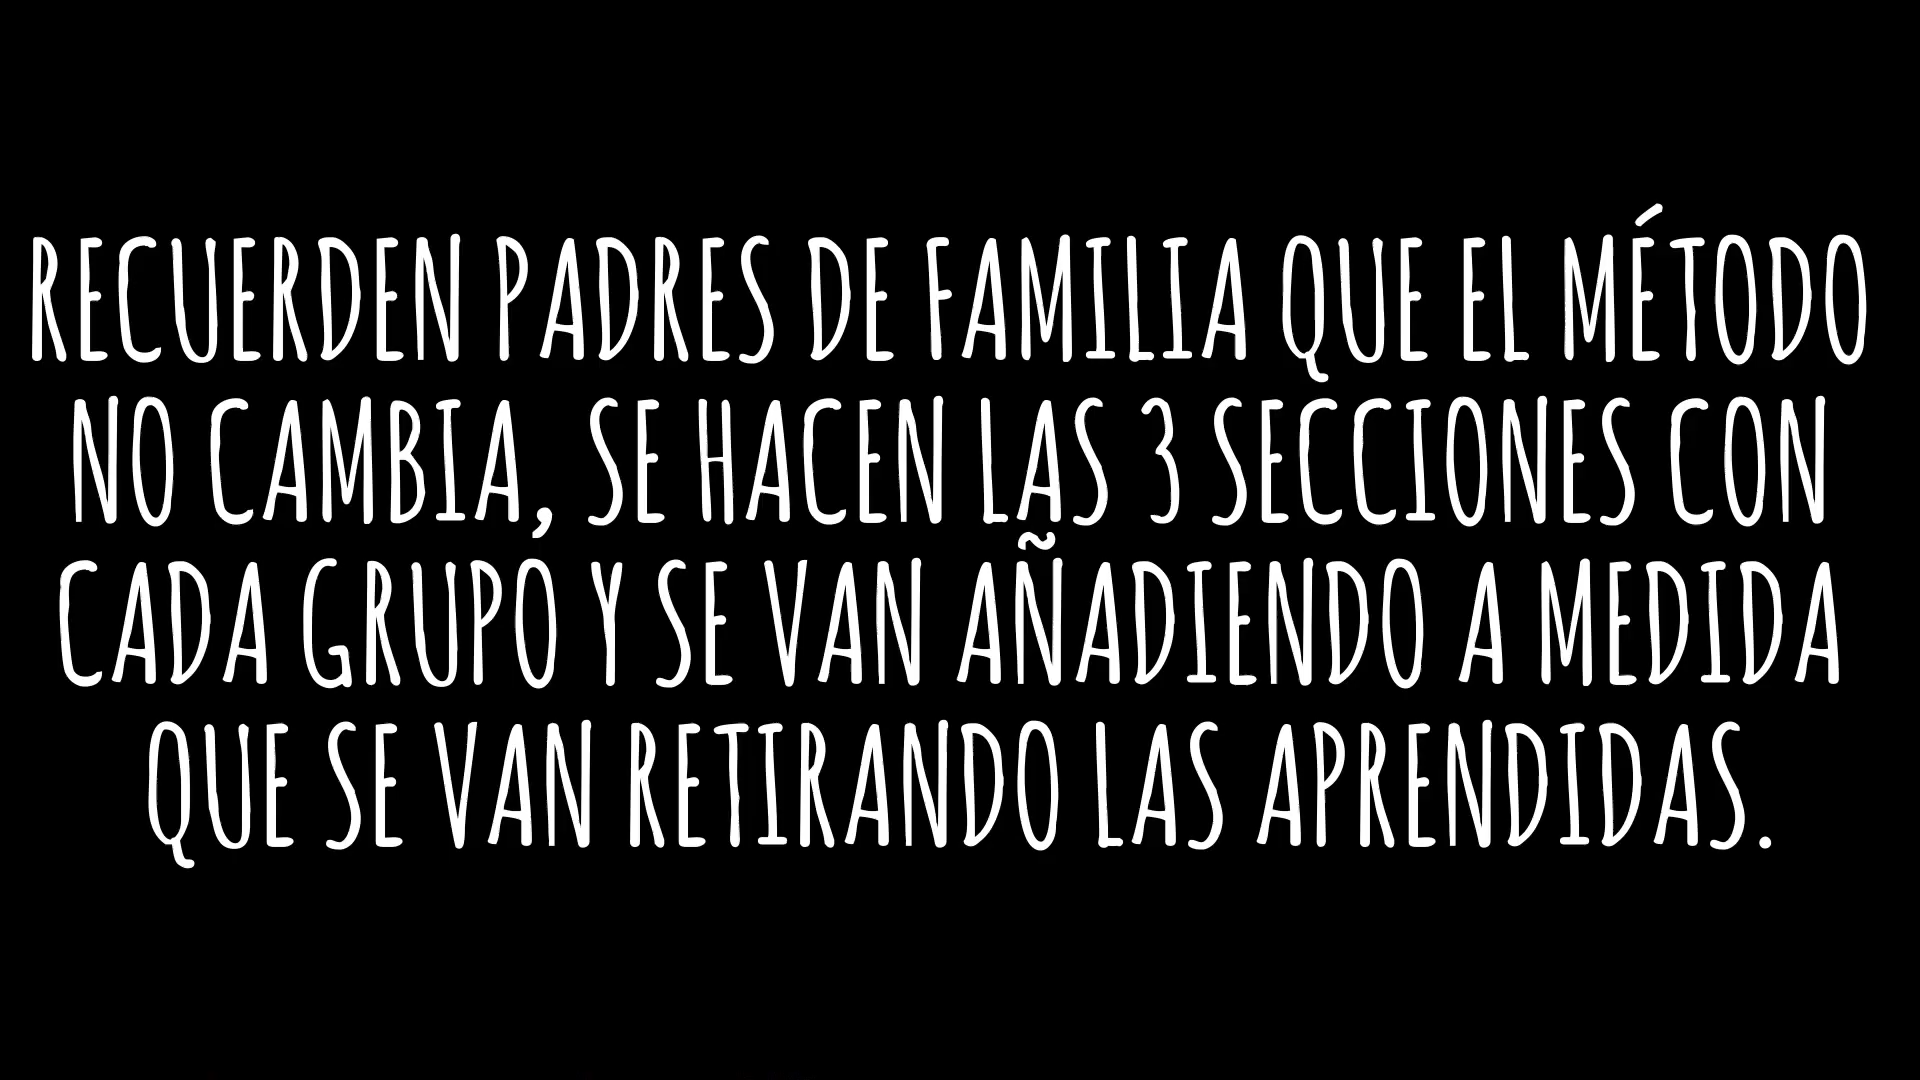 RECUERDEN PADRES DE FAMILIA QUE EL MÉTODO
NO CAMBIA, SE HACEN LAS 3 SECCIONES CON
CADA GRUPO Y SE VAN AÑADIENDO A MEDIDA
QUE SE VAN RETIRANDO LAS APRENDIDAS.